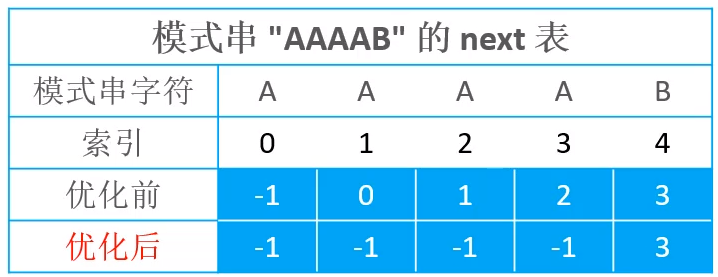 模式串 "AAAAB" 的 next 表
模式串字符 A A A A B
索引 0 1 2 3 4
优化前 -1 0 1 2 3
优化后 -1 -1 -1 -1 3